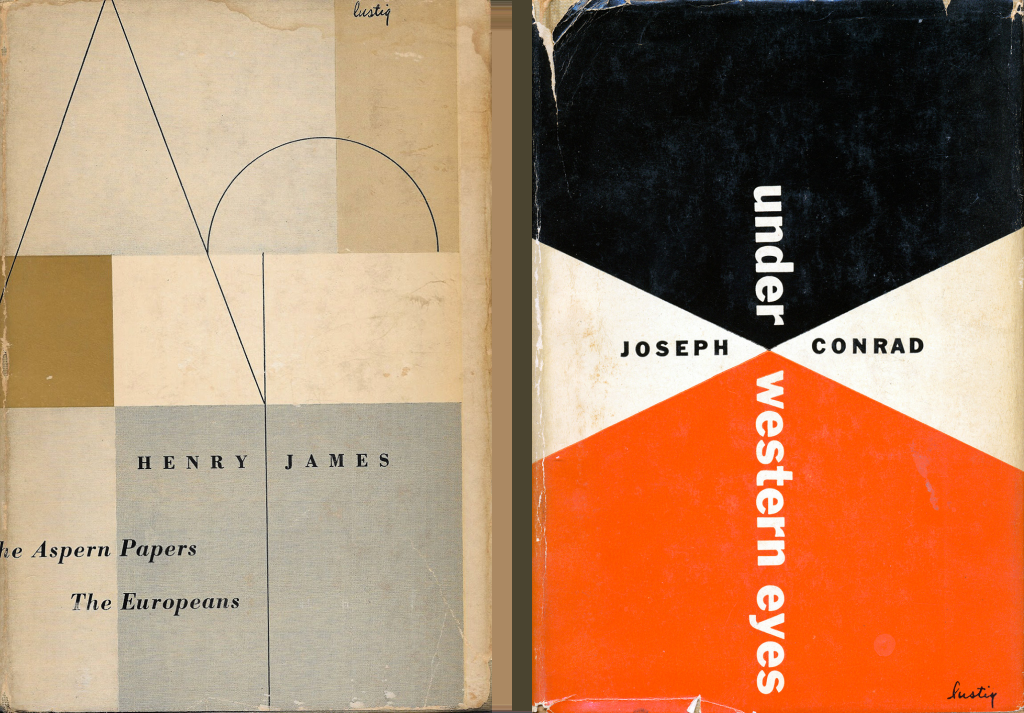 lustig
HENRY JAMES
he Aspern Papers
The Europeans
under western eyes
JOSEPH CONRAD
lustig